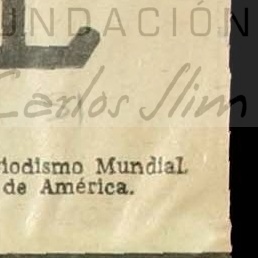 UNDACIÓN
Carlos Slim
riodismo Mundial.
de América.